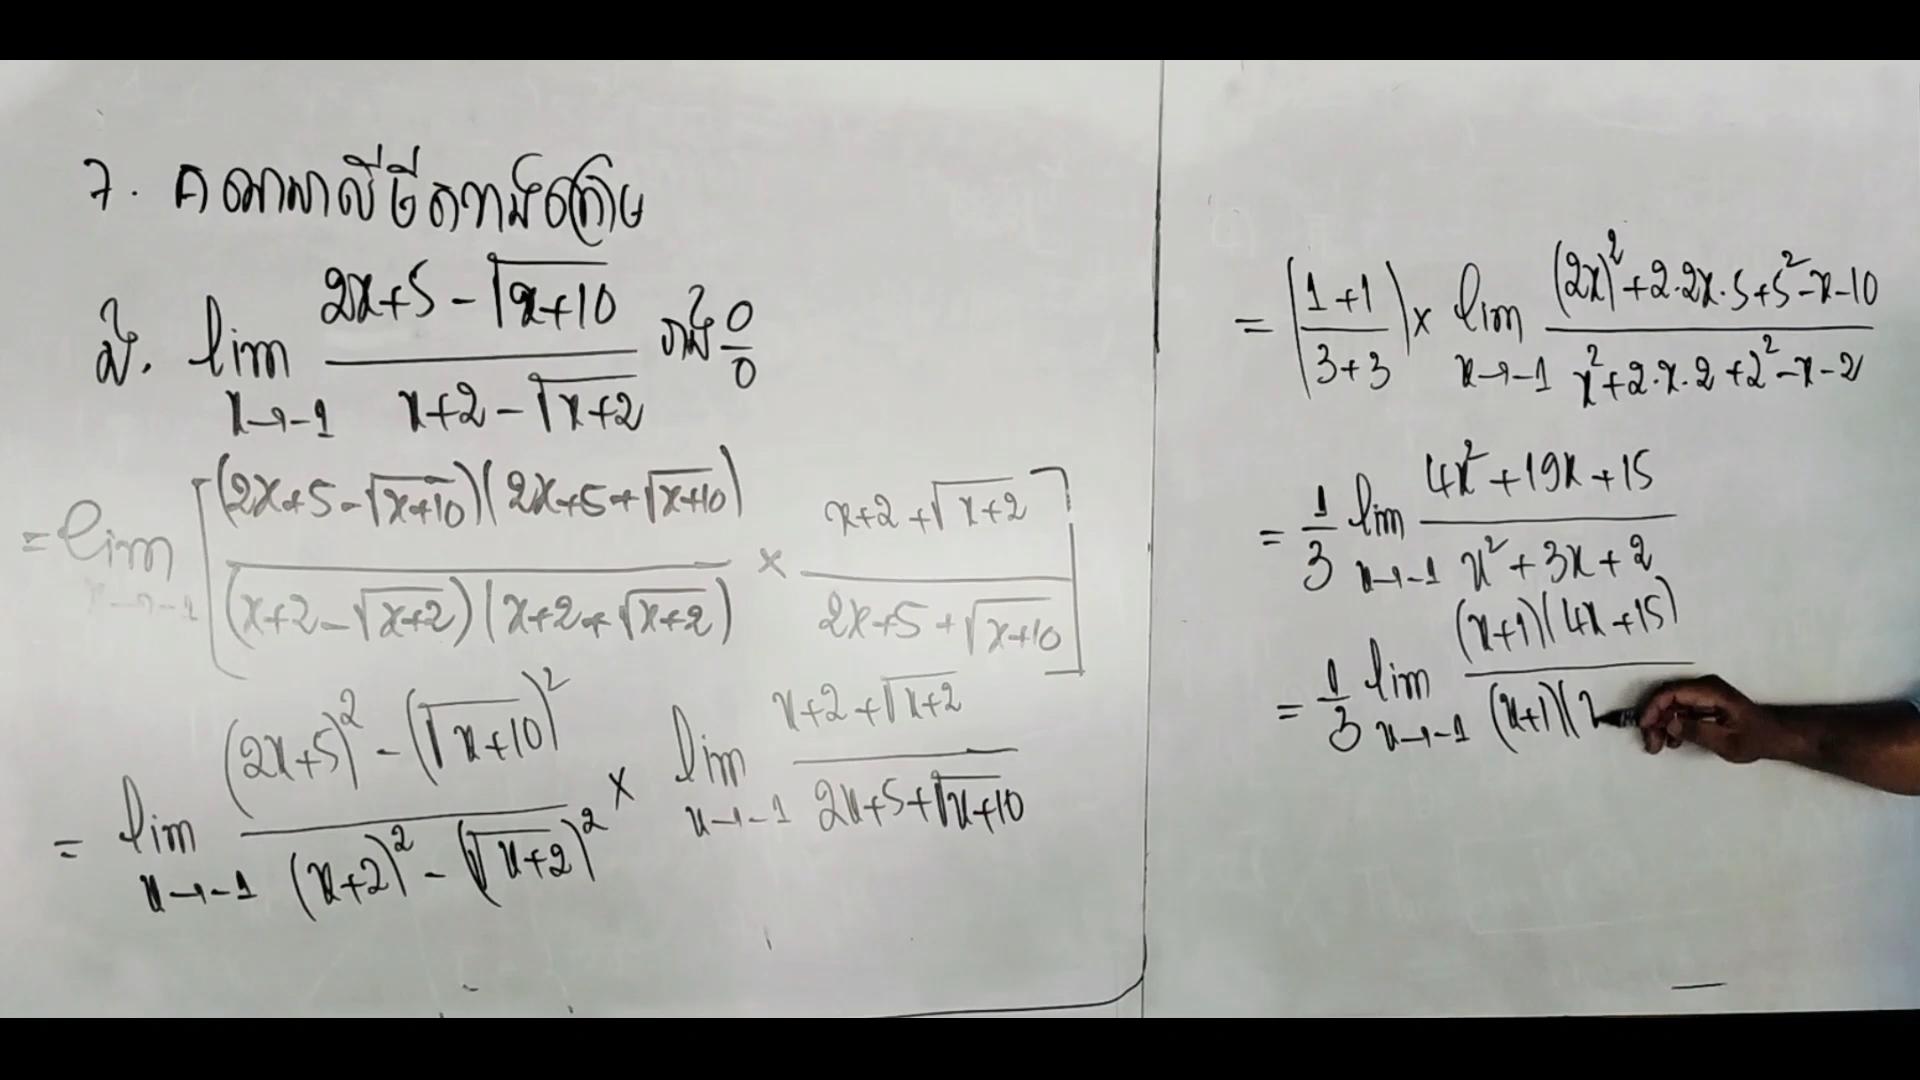 7. គណនាលីមីតខាងក្រោម
ង៉. lim x→-1 (2x+5-√(x+10))/(x+2-√(x+2)) រាង 0/0
= lim x→-1 [((2x+5-√(x+10))(2x+5+√(x+10)))/((x+2-√(x+2))(x+2+√(x+2))) × (x+2+√(x+2))/(2x+5+√(x+10))]
= lim x→-1 ((2x+5)²-(√(x+10))²)/((x+2)²-(√(x+2))²) × lim x→-1 (x+2+√(x+2))/(2x+5+√(x+10))
= ((1+1)/(3+3)) × lim x→-1 ((2x)²+2·2x·5+5²-x-10)/(x²+2·x·2+2²-x-2)
= 1/3 lim x→-1 (4x²+19x+15)/(x²+3x+2)
= 1/3 lim x→-1 ((x+1)(4x+15))/((x+1)(